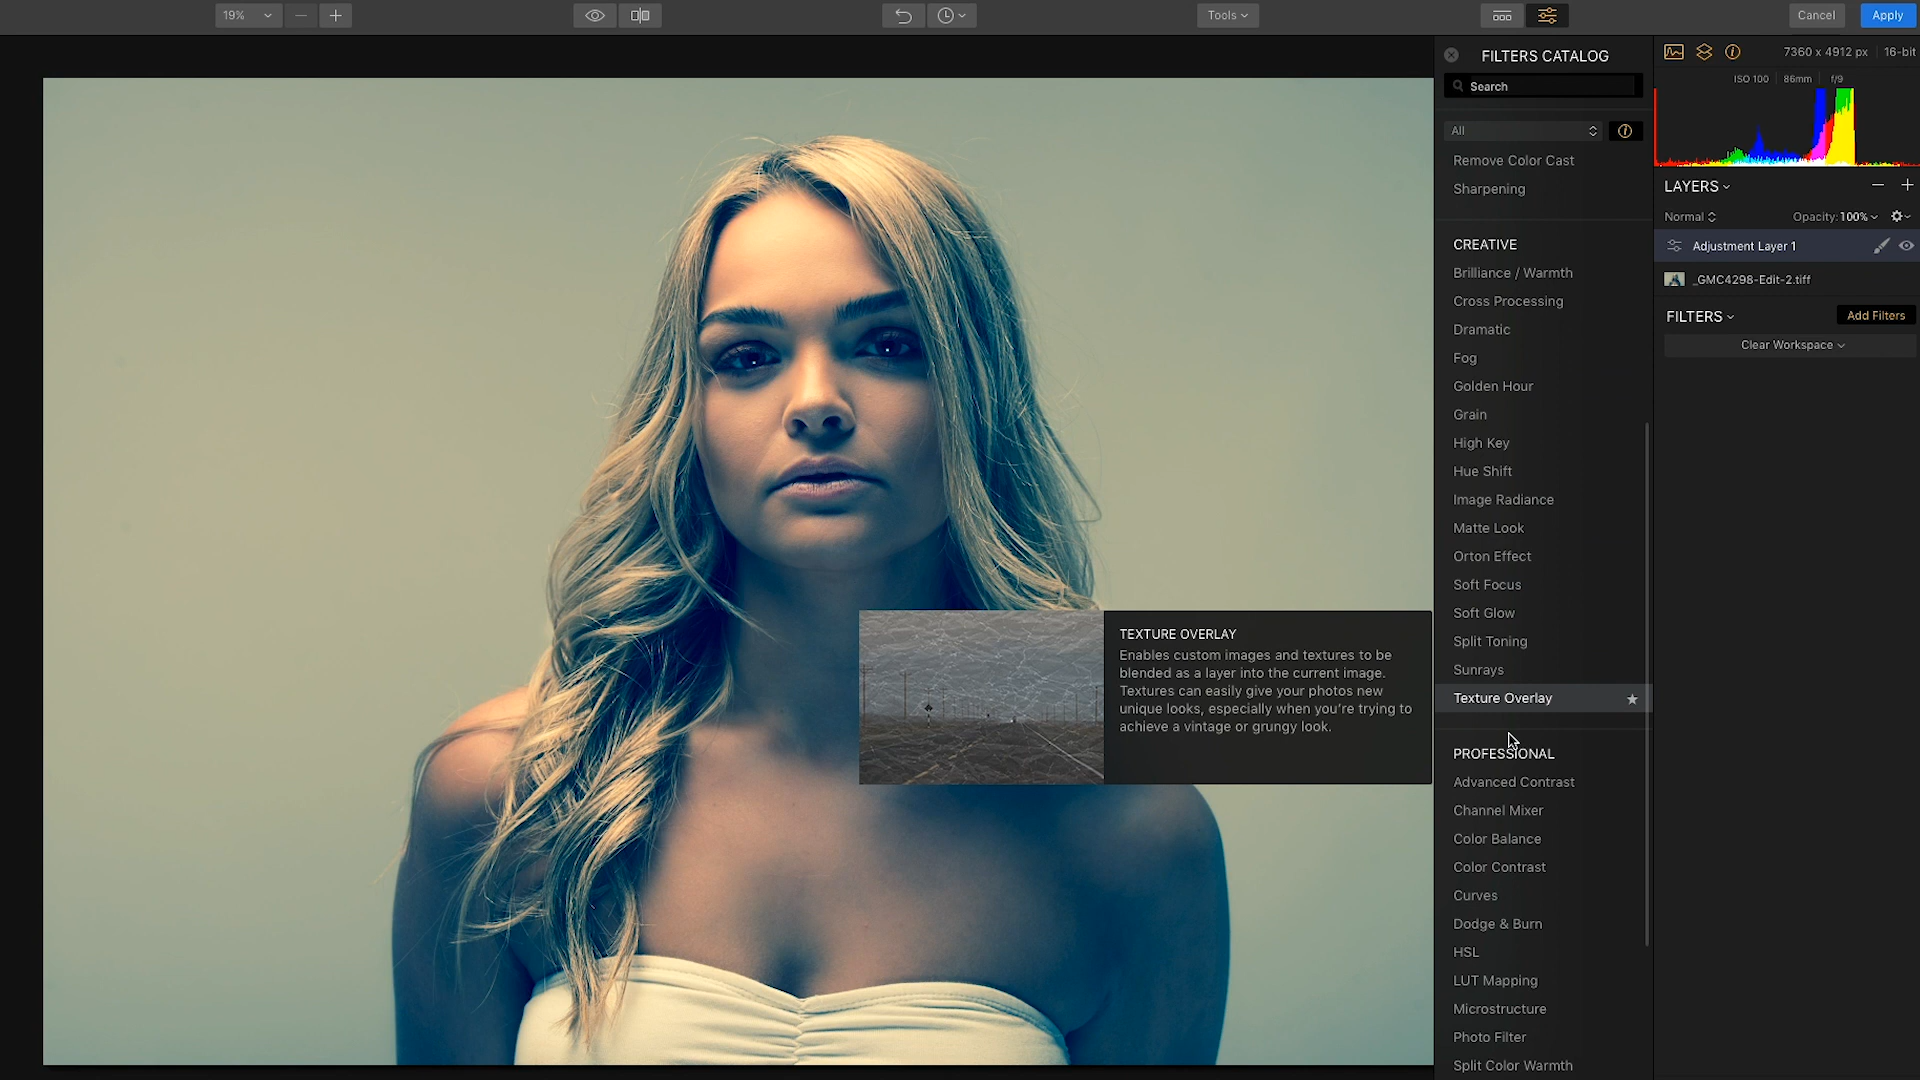 19%
Tools
Cancel
Apply
FILTERS CATALOG
Search
All
Remove Color Cast
Sharpening
CREATIVE
Brilliance / Warmth
Cross Processing
Dramatic
Fog
Golden Hour
Grain
High Key
Hue Shift
Image Radiance
Matte Look
Orton Effect
Soft Focus
Soft Glow
Split Toning
Sunrays
Texture Overlay
PROFESSIONAL
Advanced Contrast
Channel Mixer
Color Balance
Color Contrast
Curves
Dodge & Burn
HSL
LUT Mapping
Microstructure
Photo Filter
Split Color Warmth
TEXTURE OVERLAY
Enables custom images and textures to be
blended as a layer into the current image.
Textures can easily give your photos new
unique looks, especially when you're trying to
achieve a vintage or grungy look.
7360 x 4912 px 16-bit
ISO 100 86mm f/9
LAYERS
Normal Opacity: 100%
Adjustment Layer 1
_GMC4298-Edit-2.tiff
FILTERS Add Filters
Clear Workspace